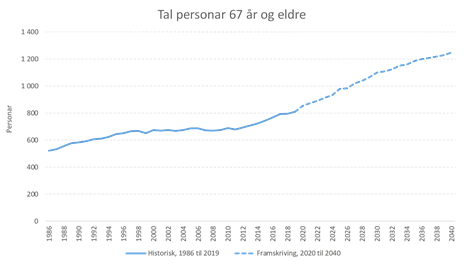 Tal personar 67 år og eldre
1 400
1 200
1 000
800
600
400
200
0
Personar
1986 1988 1990 1992 1994 1996 1998 2000 2002 2004 2006 2008 2010 2012 2014 2016 2018 2020 2022 2024 2026 2028 2030 2032 2034 2036 2038 2040
Historisk, 1986 til 2019 Framskriving, 2020 til 2040